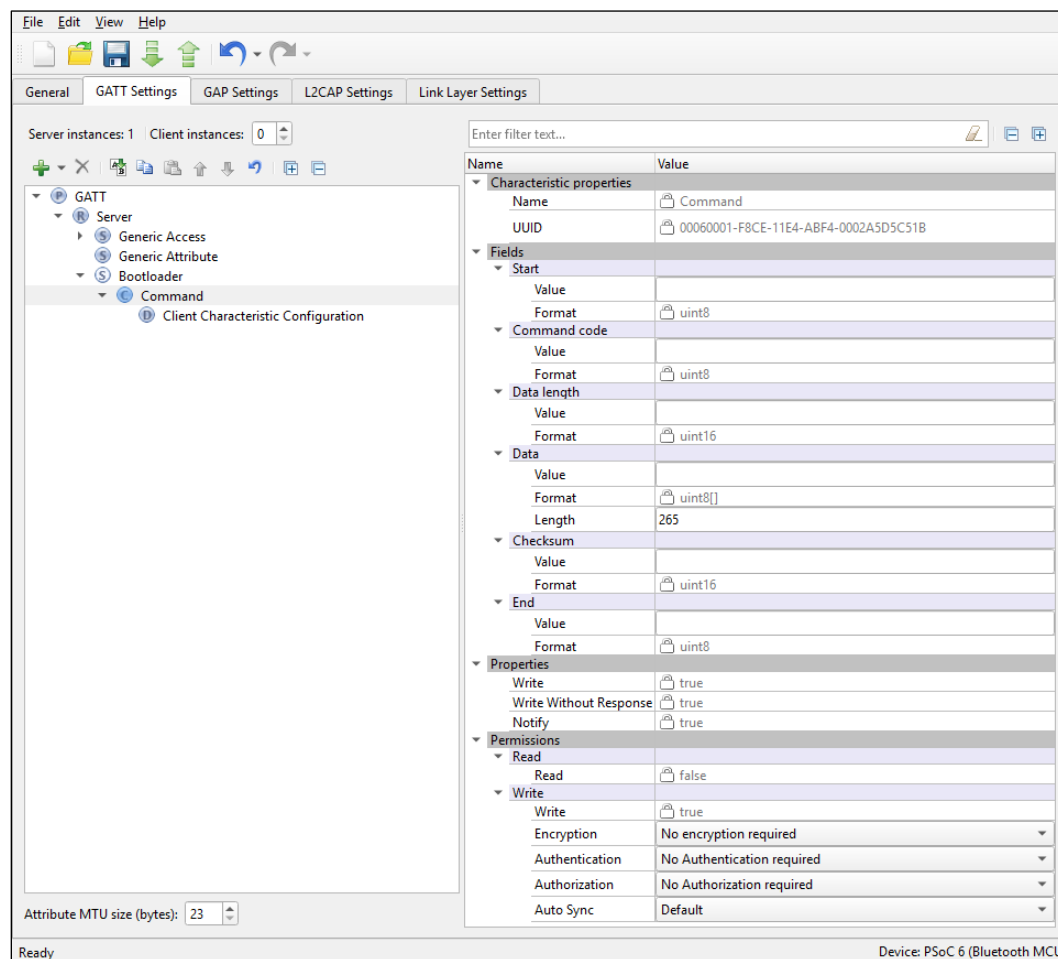 File Edit View Help
General GATT Settings GAP Settings L2CAP Settings Link Layer Settings
Server instances: 1 Client instances: 0
GATT
Server
Generic Access
Generic Attribute
Bootloader
Command
Client Characteristic Configuration
Attribute MTU size (bytes): 23
Enter filter text...
Name Value
Characteristic properties
Name Command
UUID 00060001-F8CE-11E4-ABF4-0002A5D5C51B
Fields
Start
Value
Format uint8
Command code
Value
Format uint8
Data length
Value
Format uint16
Data
Value
Format uint8[]
Length 265
Checksum
Value
Format uint16
End
Value
Format uint8
Properties
Write true
Write Without Response true
Notify true
Permissions
Read
Read false
Write
Write true
Encryption No encryption required
Authentication No Authentication required
Authorization No Authorization required
Auto Sync Default
Ready Device: PSoC 6 (Bluetooth MCU